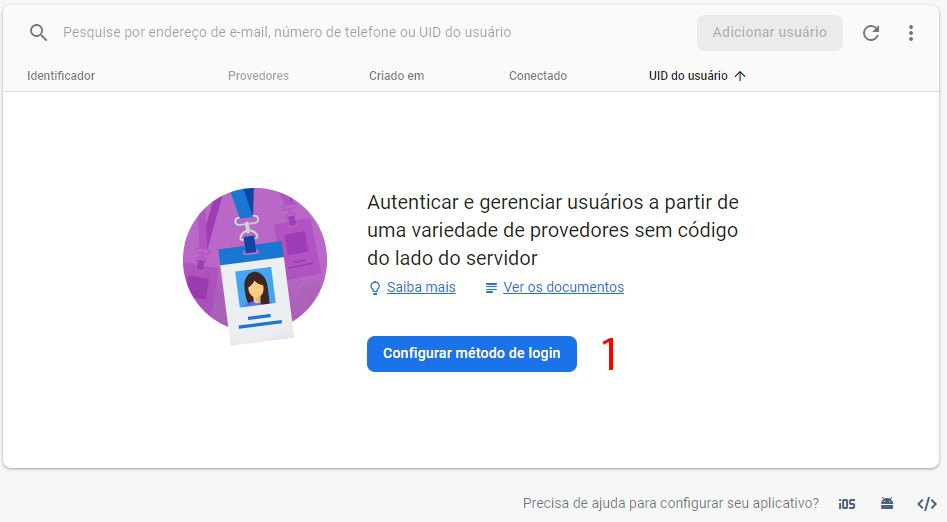 Pesquise por endereço de e-mail, número de telefone ou UID do usuário
Adicionar usuário
Identificador Provedores Criado em Conectado UID do usuário
Autenticar e gerenciar usuários a partir de
uma variedade de provedores sem código
do lado do servidor
Saiba mais Ver os documentos
Configurar método de login 1
Precisa de ajuda para configurar seu aplicativo? iOS </>